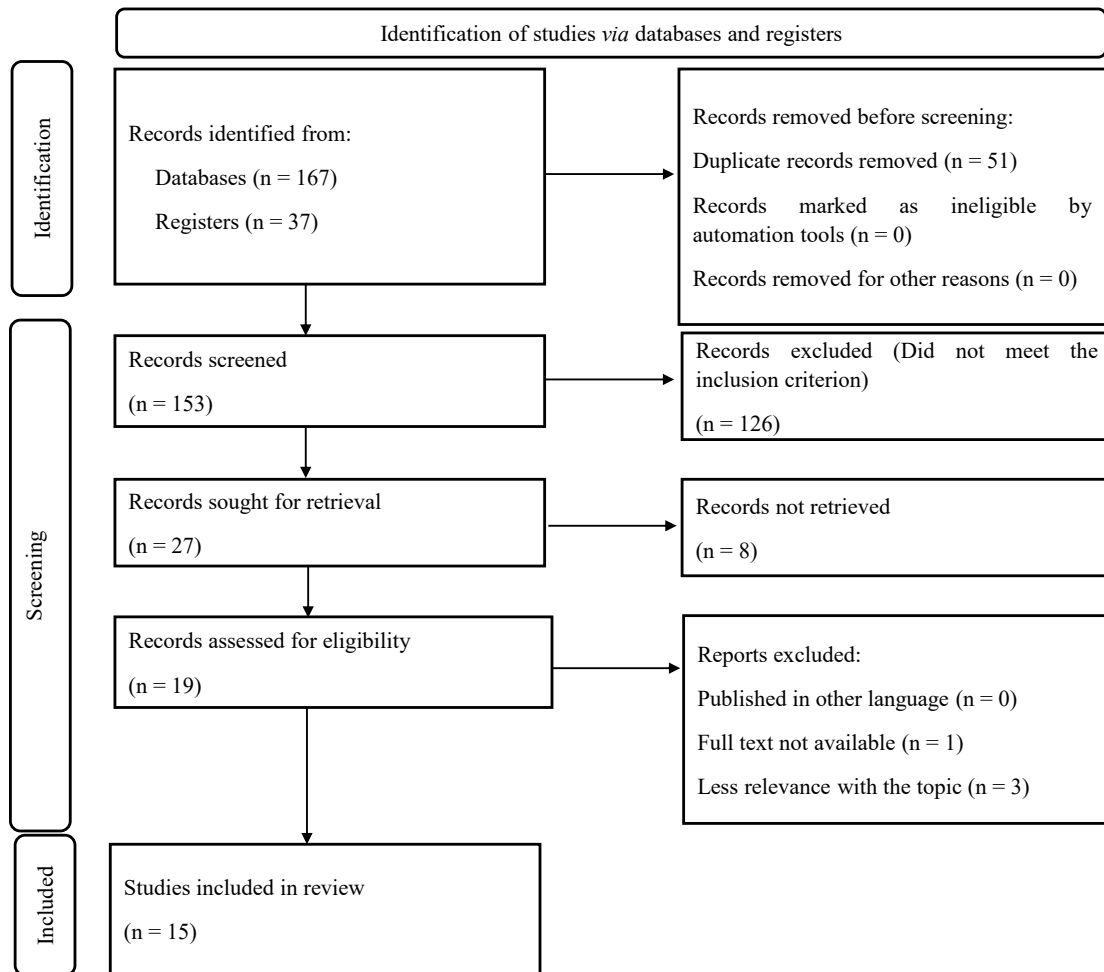 Identification of studies via databases and registers
Identification
Records identified from:
Databases (n = 167)
Registers (n = 37)
Records removed before screening:
Duplicate records removed (n = 51)
Records marked as ineligible by
automation tools (n = 0)
Records removed for other reasons (n = 0)
Screening
Records screened
(n = 153)
Records excluded (Did not meet the
inclusion criterion)
(n = 126)
Records sought for retrieval
(n = 27)
Records not retrieved
(n = 8)
Records assessed for eligibility
(n = 19)
Reports excluded:
Published in other language (n = 0)
Full text not available (n = 1)
Less relevance with the topic (n = 3)
Included
Studies included in review
(n = 15)